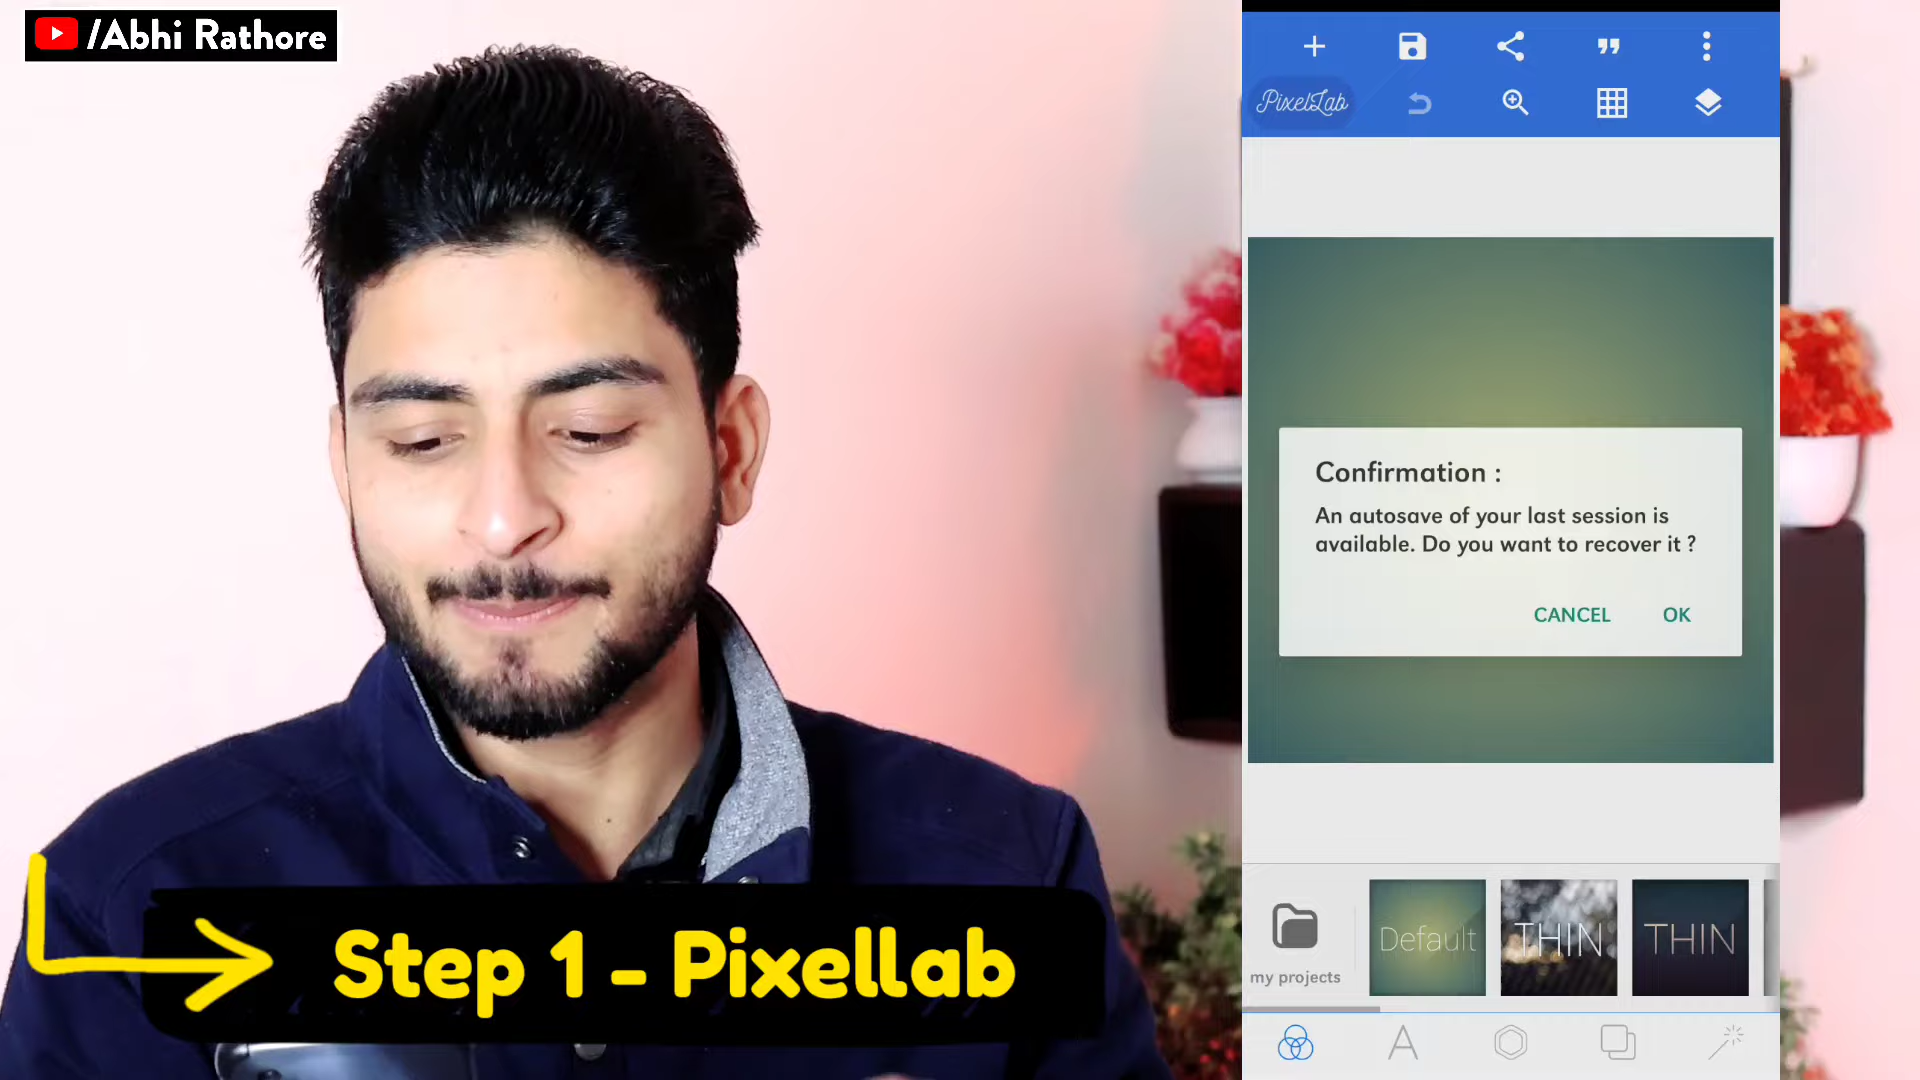 /Abhi Rathore
PixelLab
Confirmation :
An autosave of your last session is
available. Do you want to recover it ?
CANCEL OK
my projects
Default
THIN
THIN
A
Step 1 - Pixellab